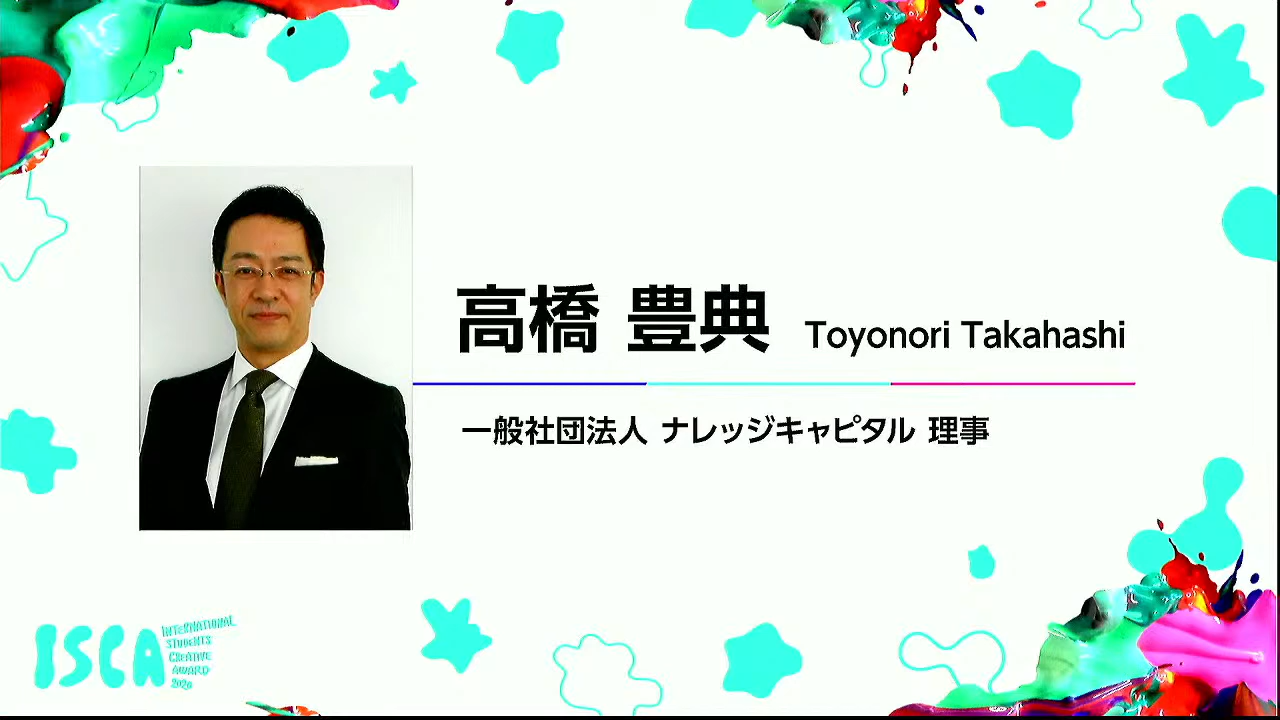 高橋 豊典 Toyonori Takahashi
一般社団法人 ナレッジキャピタル 理事
ISCA
INTERNATIONAL
STUDENTS
CREATIVE
AWARD
2020